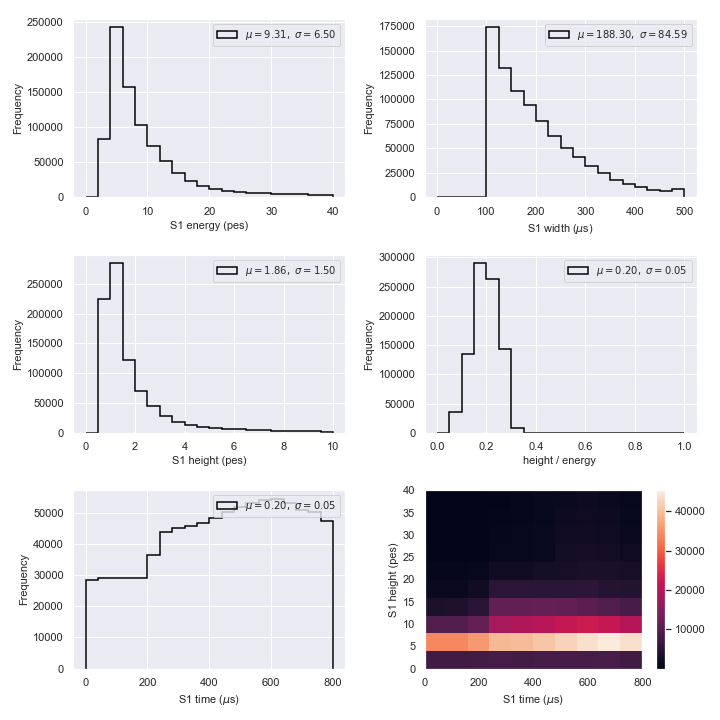 250000
200000
150000
100000
50000
0
Frequency
μ = 9.31, σ = 6.50
0 10 20 30 40
S1 energy (pes)
175000
150000
125000
100000
75000
50000
25000
0
Frequency
μ = 188.30, σ = 84.59
0 100 200 300 400 500
S1 width (μs)
250000
200000
150000
100000
50000
0
Frequency
μ = 1.86, σ = 1.50
0 2 4 6 8 10
S1 height (pes)
300000
250000
200000
150000
100000
50000
0
Frequency
μ = 0.20, σ = 0.05
0.0 0.2 0.4 0.6 0.8 1.0
height / energy
50000
40000
30000
20000
10000
0
Frequency
μ = 0.20, σ = 0.05
0 200 400 600 800
S1 time (μs)
40
35
30
25
20
15
10
5
0
S1 height (pes)
0 200 400 600 800
S1 time (μs)
40000
30000
20000
10000